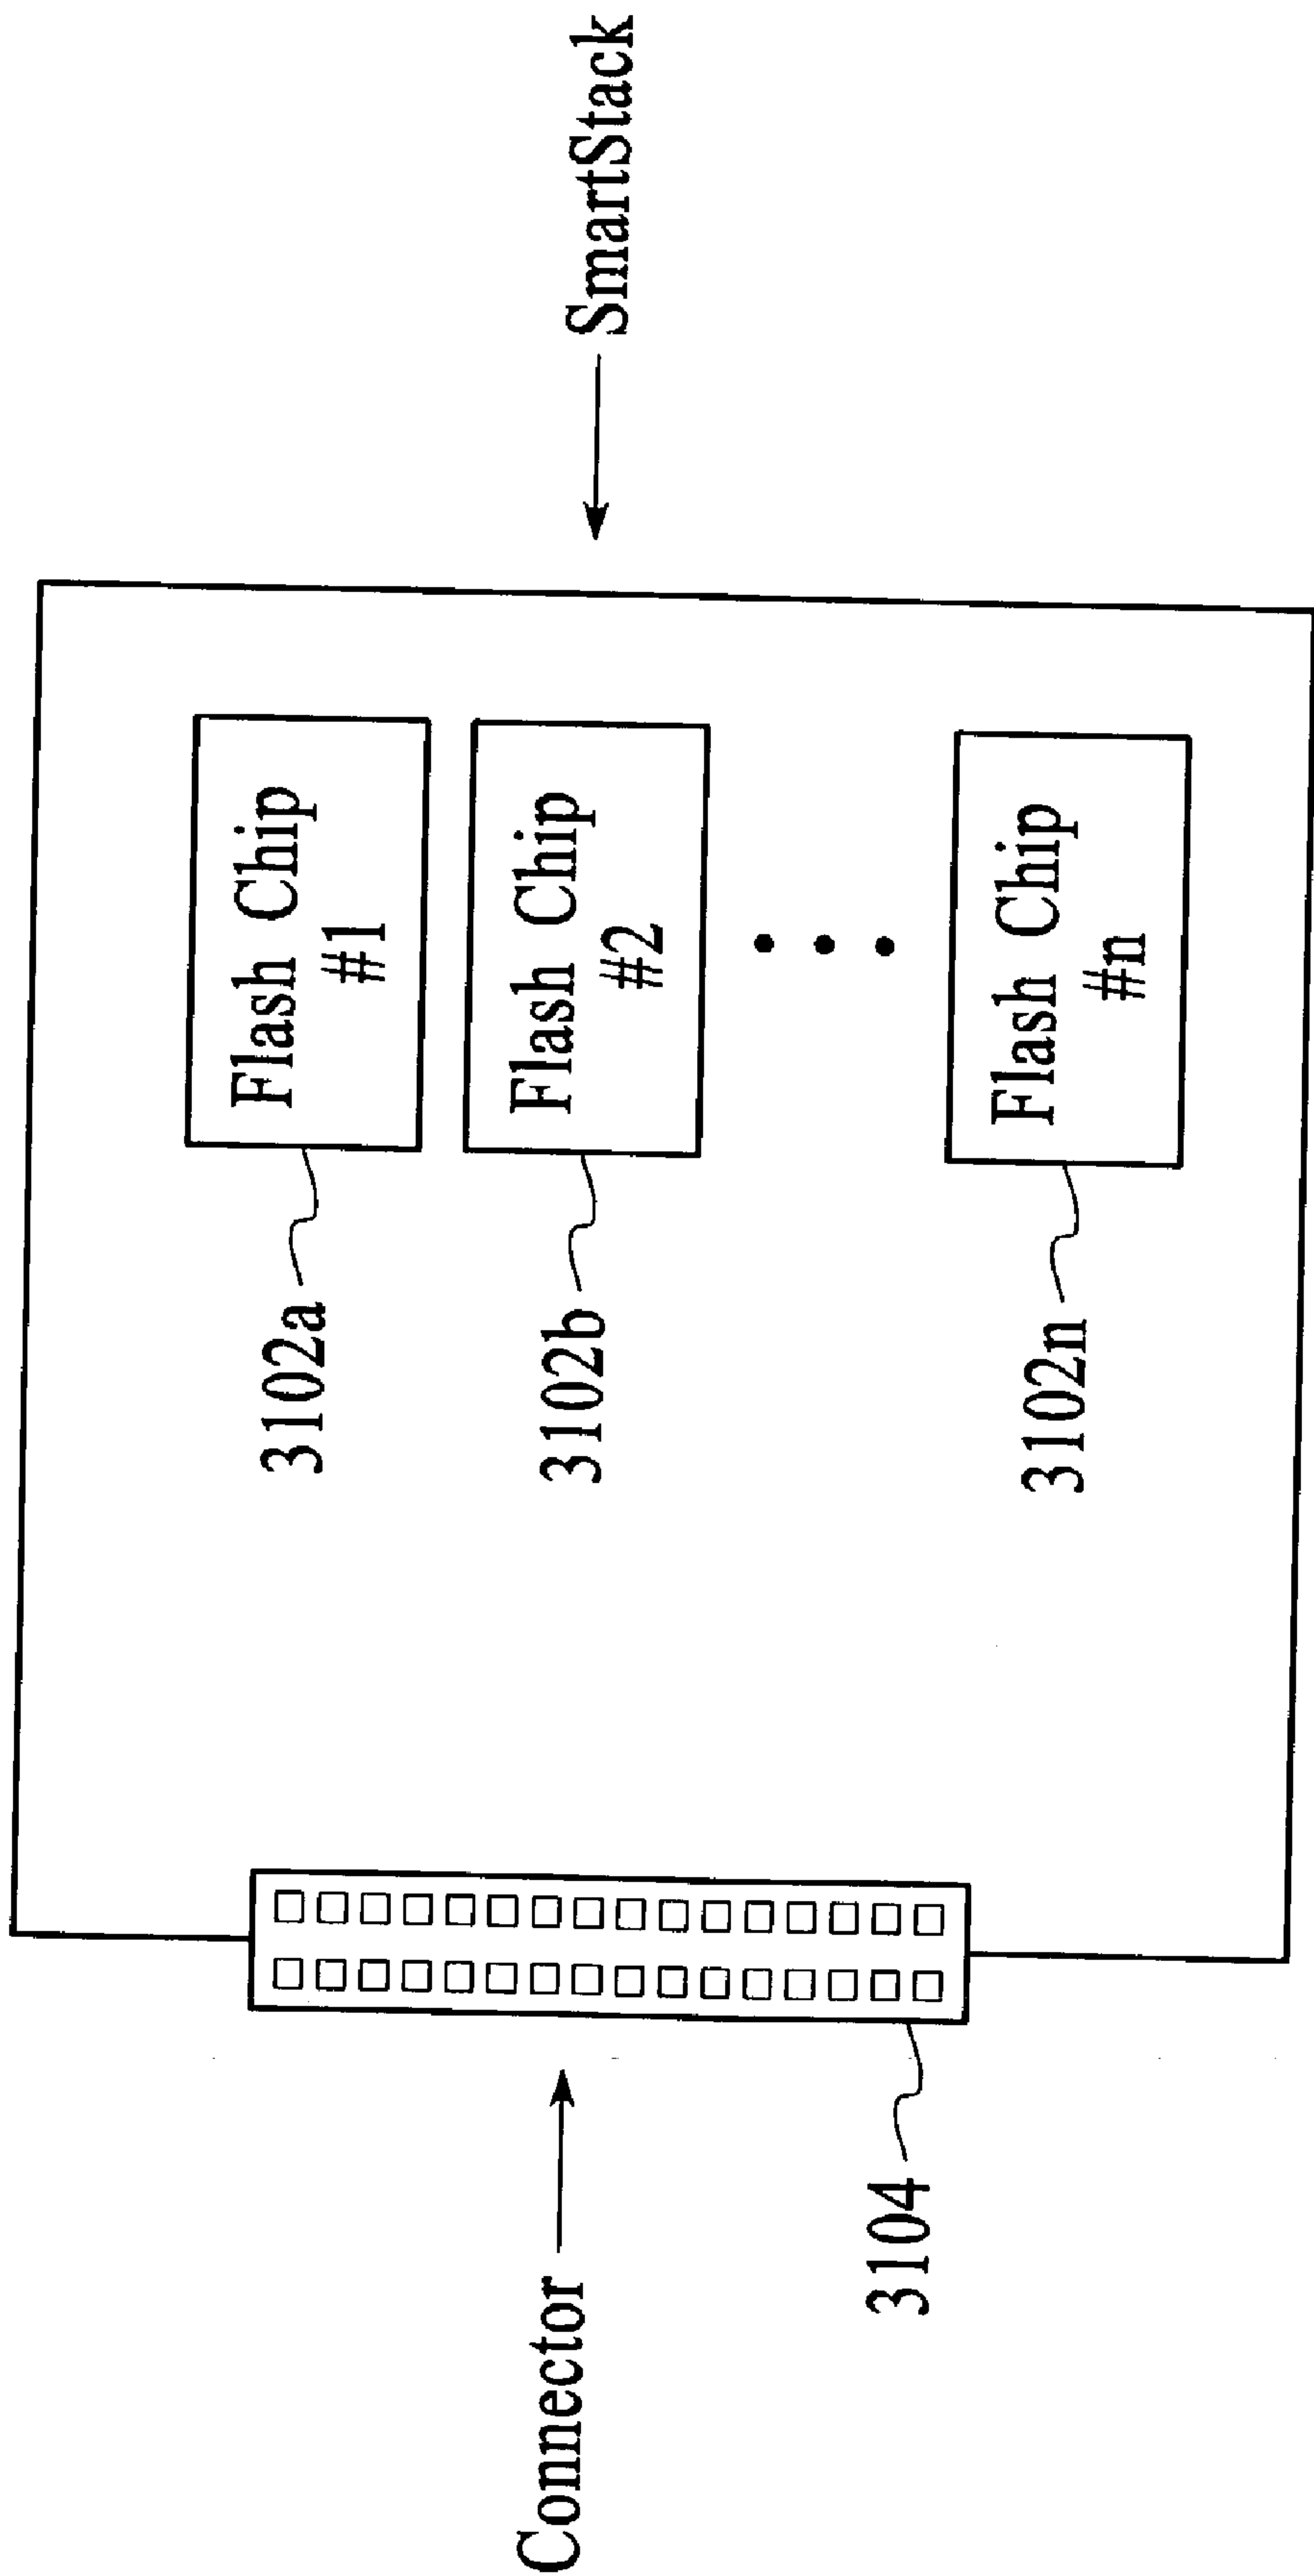 Connector
3104
3102a
Flash Chip
#1
3102b
Flash Chip
#2
3102n
Flash Chip
#n
SmartStack